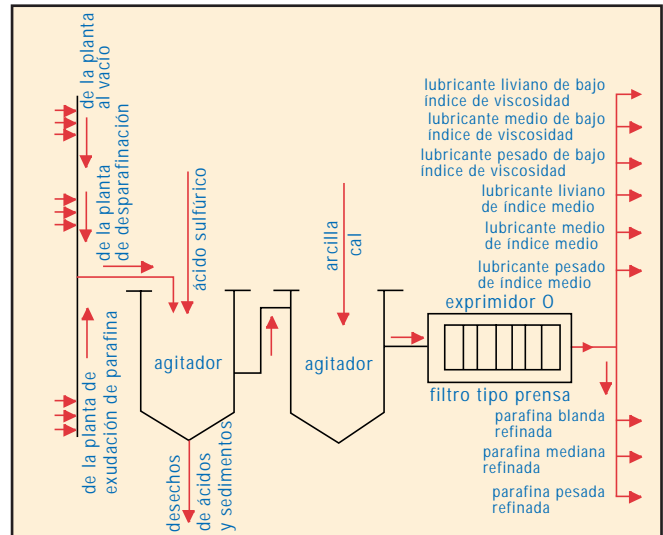 de la planta
al vacío
de la planta
de desparafinación
de la planta de
exudación de parafina
ácido sulfúrico
agitador
desechos
de ácidos
y sedimentos
arcilla
cal
agitador
exprimidor O
filtro tipo prensa
lubricante liviano de bajo
índice de viscosidad
lubricante medio de bajo
índice de viscosidad
lubricante pesado de bajo
índice de viscosidad
lubricante liviano
de índice medio
lubricante medio
de índice medio
lubricante pesado
de índice medio
parafina blanda
refinada
parafina mediana
refinada
parafina pesada
refinada